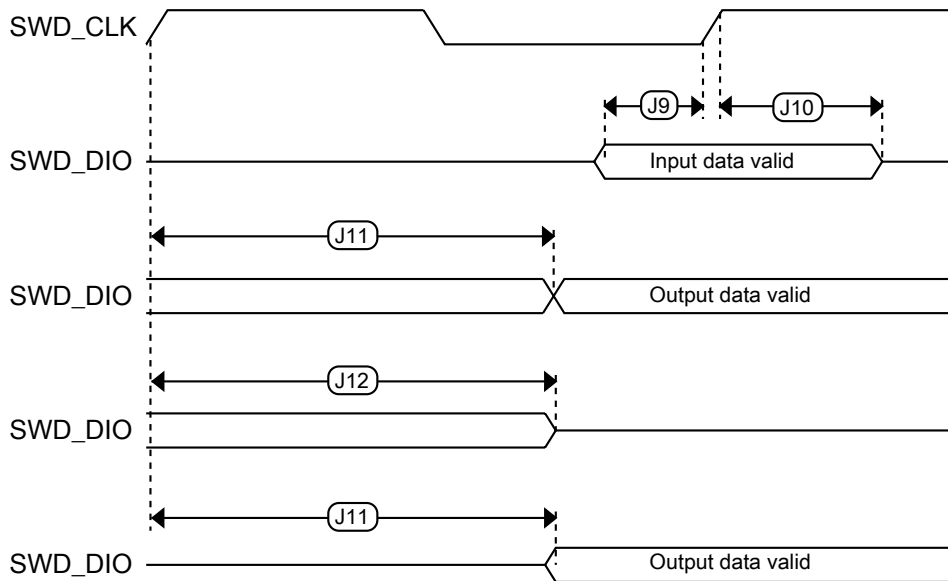 SWD_CLK
J9
J10
SWD_DIO
Input data valid
J11
SWD_DIO
Output data valid
J12
SWD_DIO
J11
SWD_DIO
Output data valid